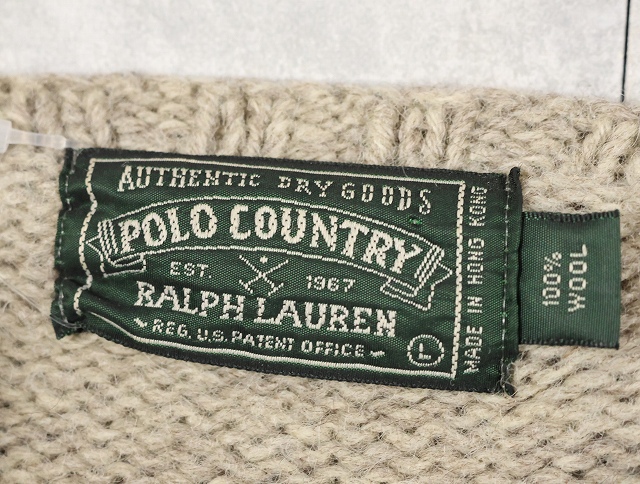 AUTHENTIC DRY GOODS
POLO COUNTRY
EST. 1967
RALPH LAUREN
REG. U.S. PATENT OFFICE
L
MADE IN HONG KONG
100%
WOOL